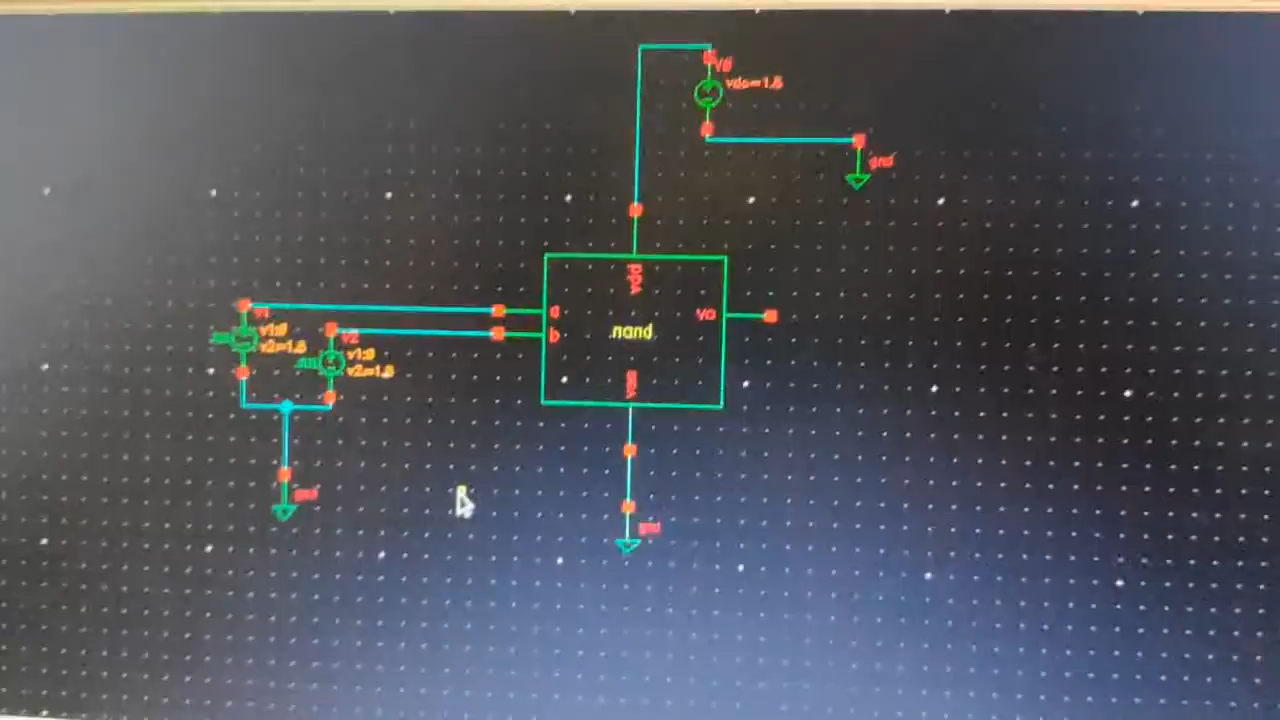 V0
vdc=1.8
gnd
vdd
V1
v1:0
v2=1.8
a
vo
V2
b
nand
v1:0
v2=1.8
vss
gnd
gnd